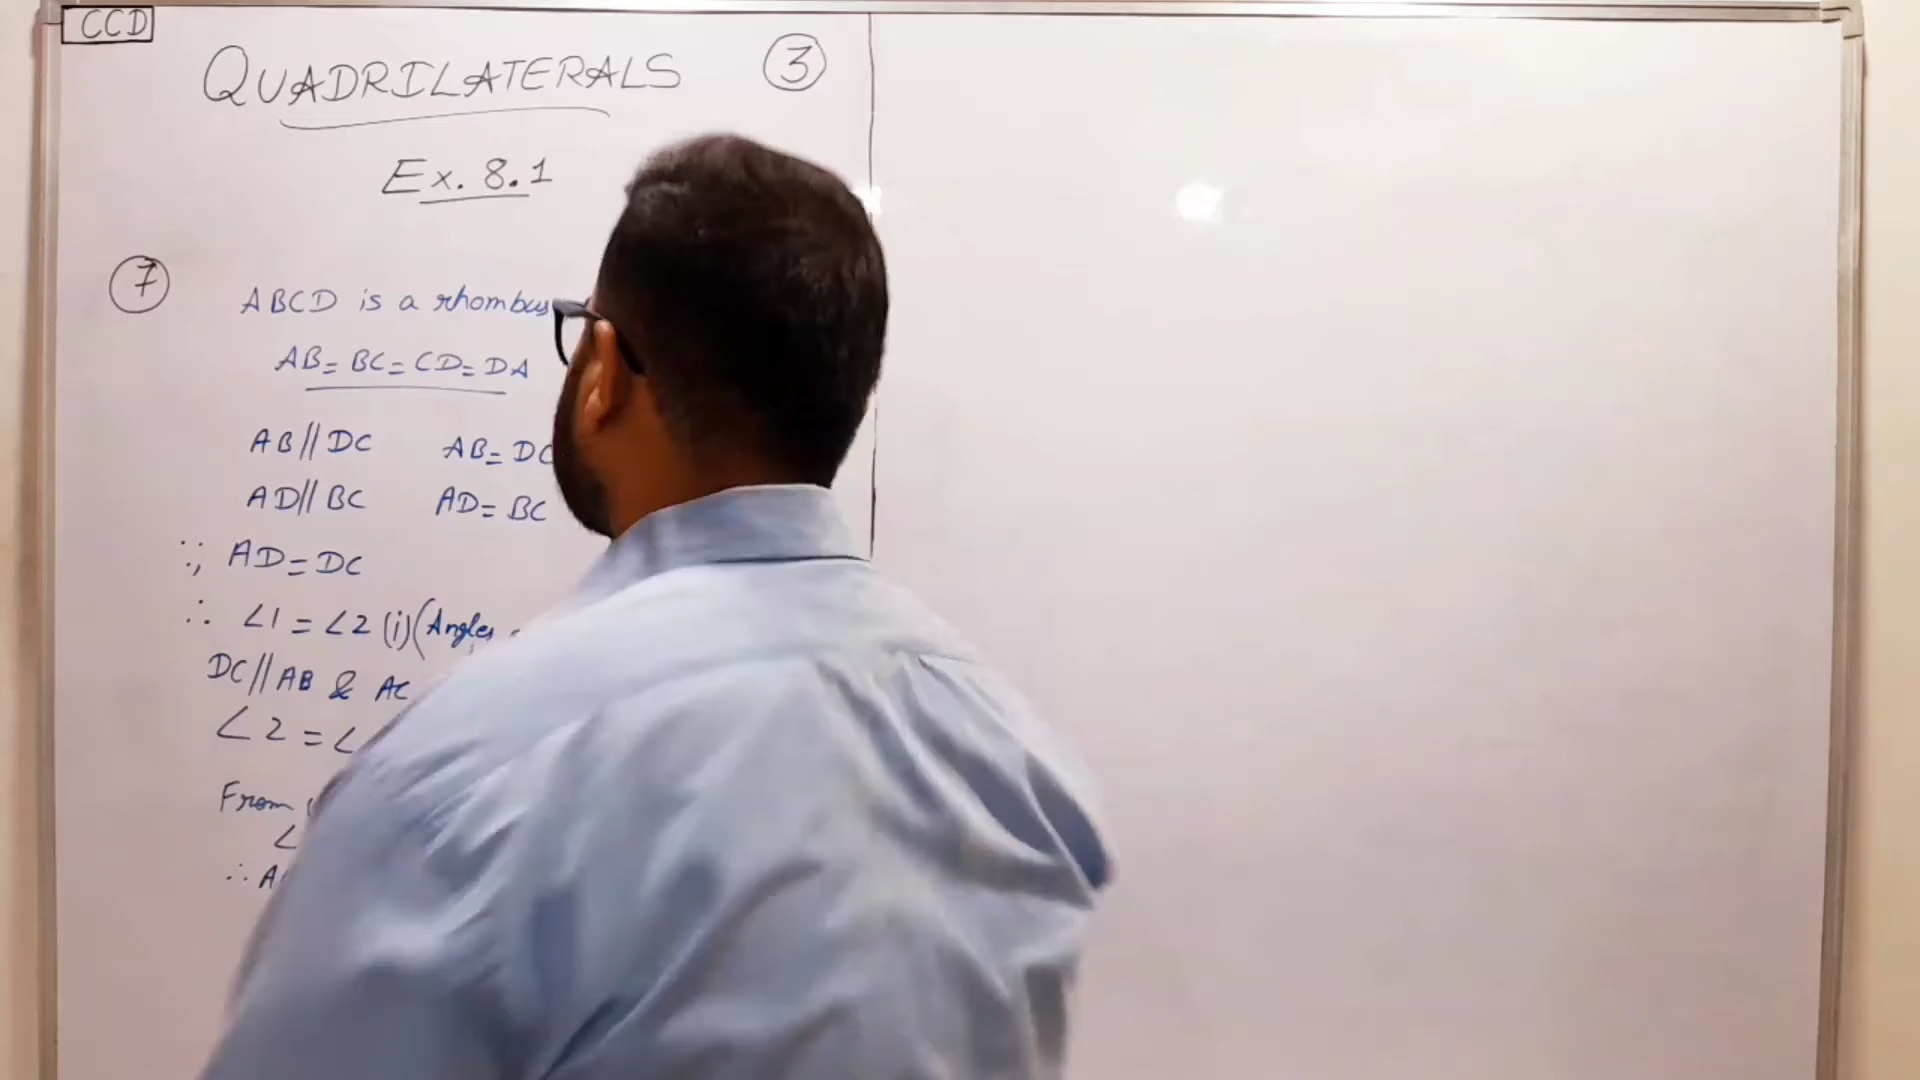 CCD
QUADRILATERALS 3
Ex. 8.1
7 ABCD is a rhombus
AB = BC = CD = DA
AB // DC AB = DC
AD // BC AD = BC
∵, AD = DC
∴ ∠1 = ∠2 (i) (Angles
DC // AB & AC
∠2 = ∠
From
∠
∴